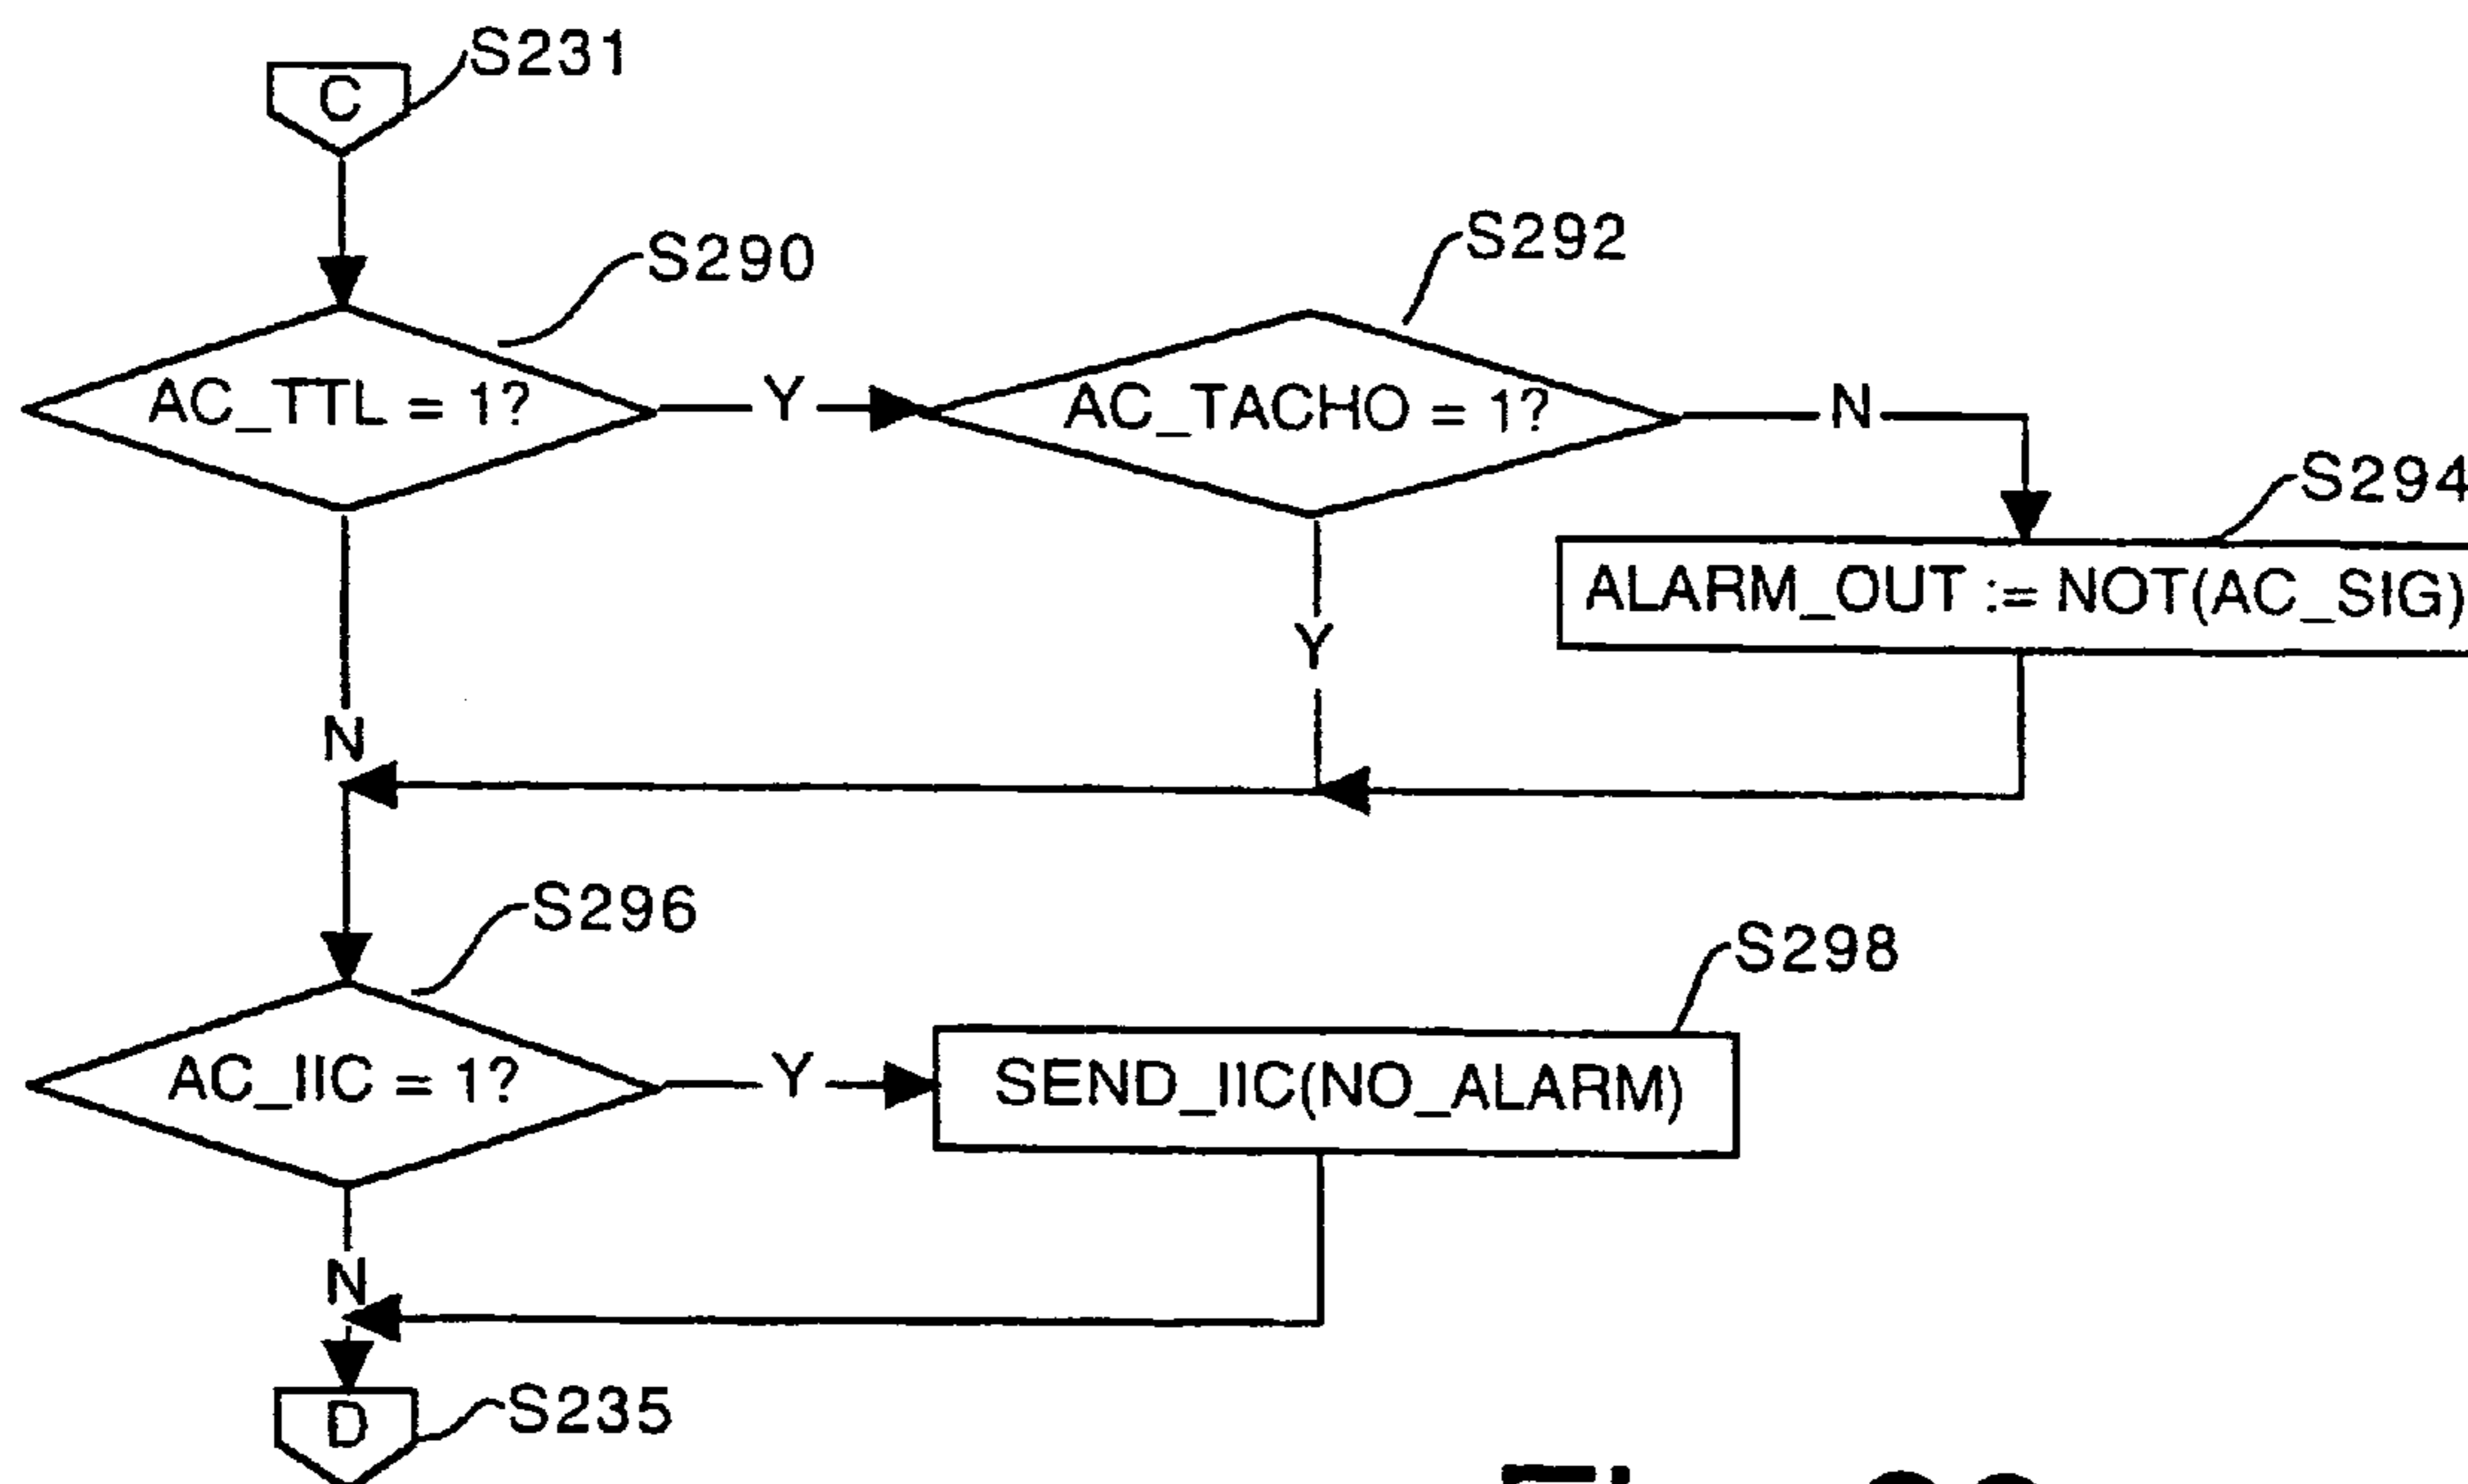 C
S231
S290
S292
AC_TTL = 1?
Y
AC_TACHO = 1?
N
S294
ALARM_OUT := NOT(AC_SIG)
Y
N
S296
S298
AC_IIC = 1?
Y
SEND_IIC(NO_ALARM)
N
D
S235